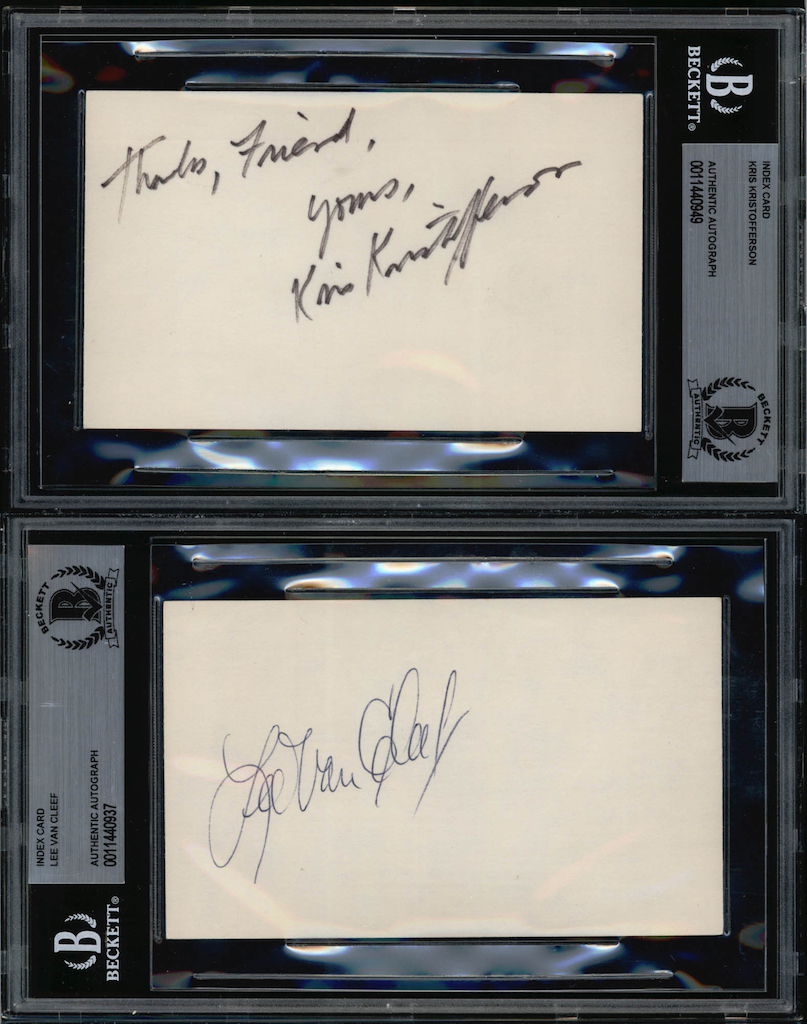 Thanks, Friend,
Yours,
Kris Kristofferson
B
BECKETT®
INDEX CARD
KRIS KRISTOFFERSON
AUTHENTIC AUTOGRAPH
0011440949
BECKETT
AUTHENTIC
BECKETT
AUTHENTIC
INDEX CARD
LEE VAN CLEEF
AUTHENTIC AUTOGRAPH
0011440937
B
BECKETT®
Lee Van Cleef